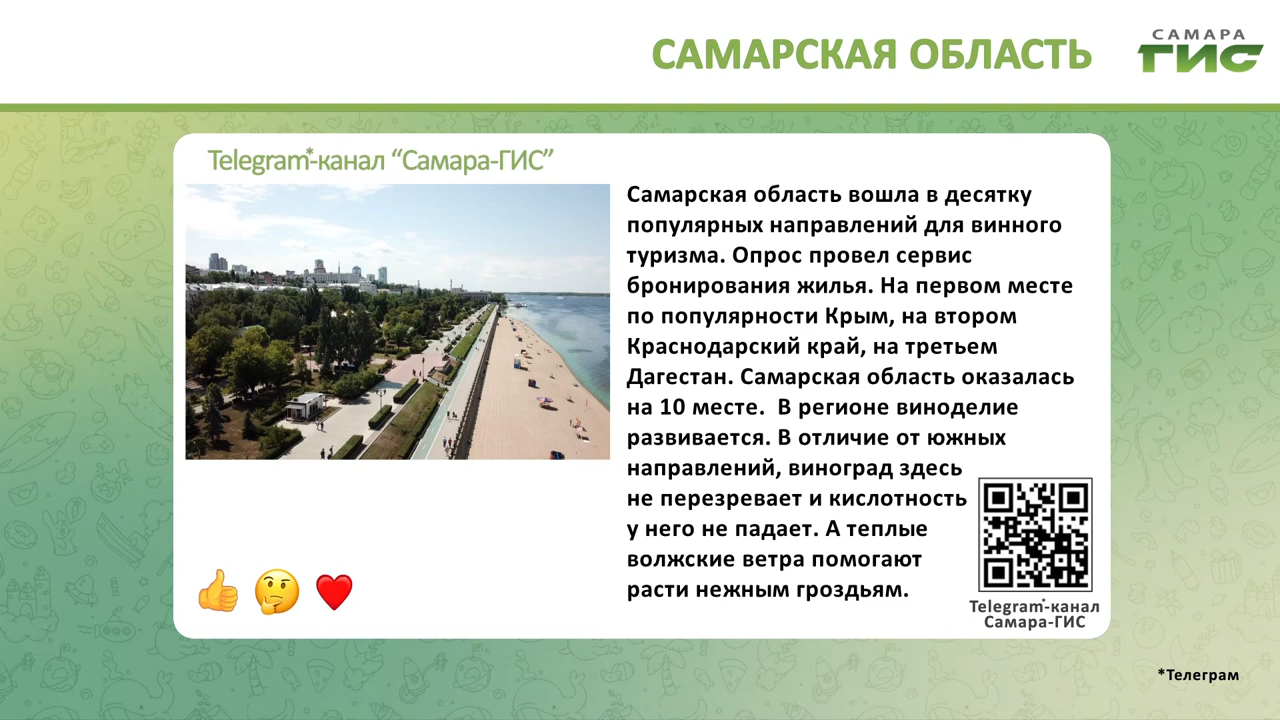 САМАРСКАЯ ОБЛАСТЬ
САМАРА
ГИС
Telegram*-канал “Самара-ГИС”
Самарская область вошла в десятку
популярных направлений для винного
туризма. Опрос провел сервис
бронирования жилья. На первом месте
по популярности Крым, на втором
Краснодарский край, на третьем
Дагестан. Самарская область оказалась
на 10 месте.  В регионе виноделие
развивается. В отличие от южных
направлений, виноград здесь
не перезревает и кислотность
у него не падает. А теплые
волжские ветра помогают
расти нежным гроздьям.
Telegram*-канал
Самара-ГИС
*Телеграм